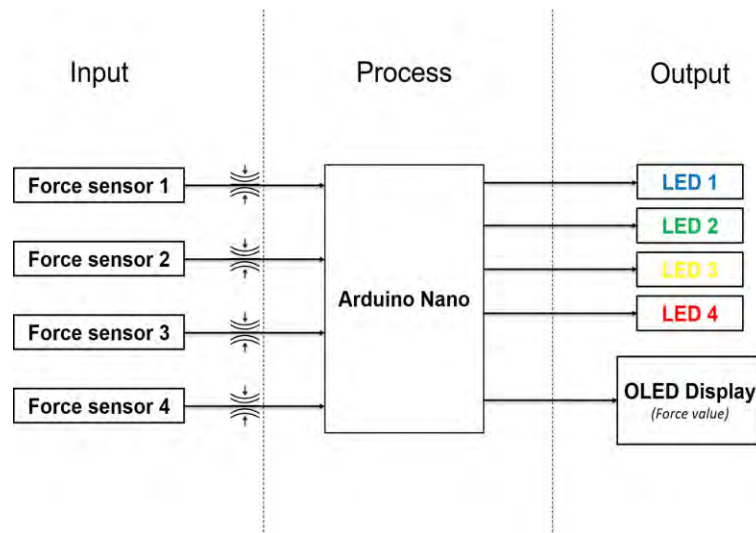 Input
Process
Output
Force sensor 1
Force sensor 2
Force sensor 3
Force sensor 4
Arduino Nano
LED 1
LED 2
LED 3
LED 4
OLED Display
(Force value)